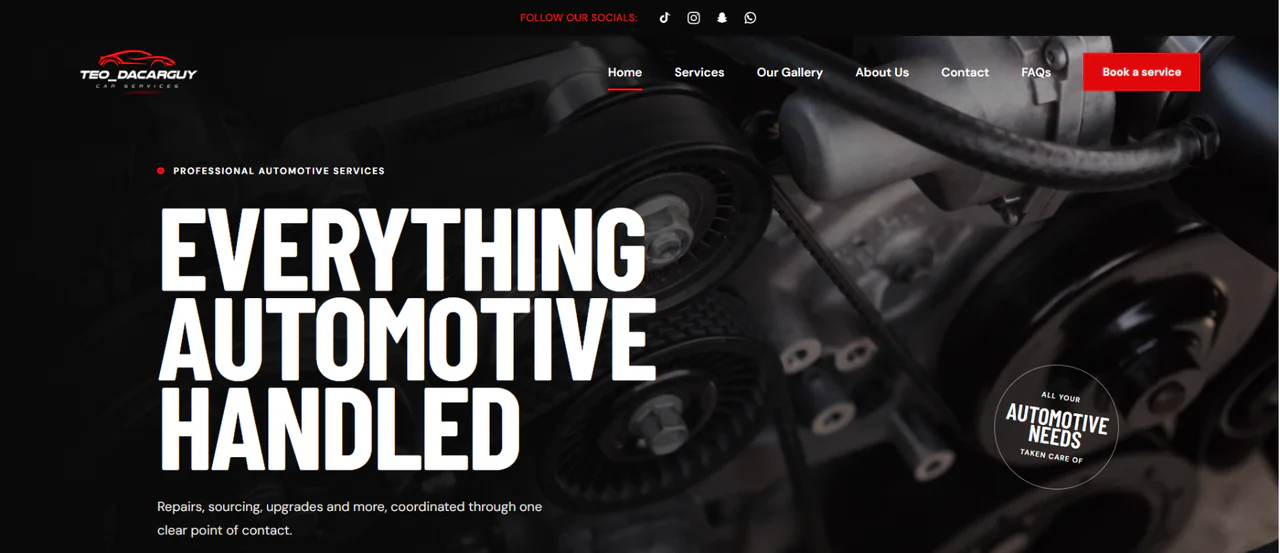 FOLLOW OUR SOCIALS:
TEO_DACARGUY
CAR SERVICES
Home
Services
Our Gallery
About Us
Contact
FAQs
Book a service
PROFESSIONAL AUTOMOTIVE SERVICES
EVERYTHING
AUTOMOTIVE
HANDLED
Repairs, sourcing, upgrades and more, coordinated through one
clear point of contact.
ALL YOUR
AUTOMOTIVE
NEEDS
TAKEN CARE OF